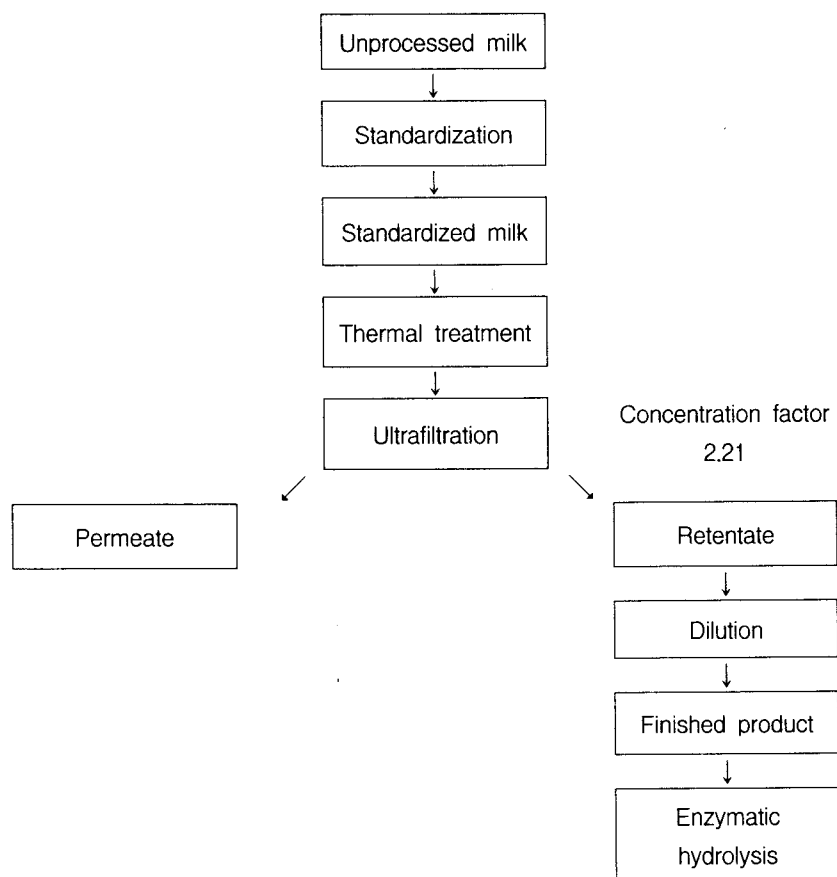 Unprocessed milk
Standardization
Standardized milk
Thermal treatment
Ultrafiltration
Concentration factor
2.21
Permeate
Retentate
Dilution
Finished product
Enzymatic
hydrolysis